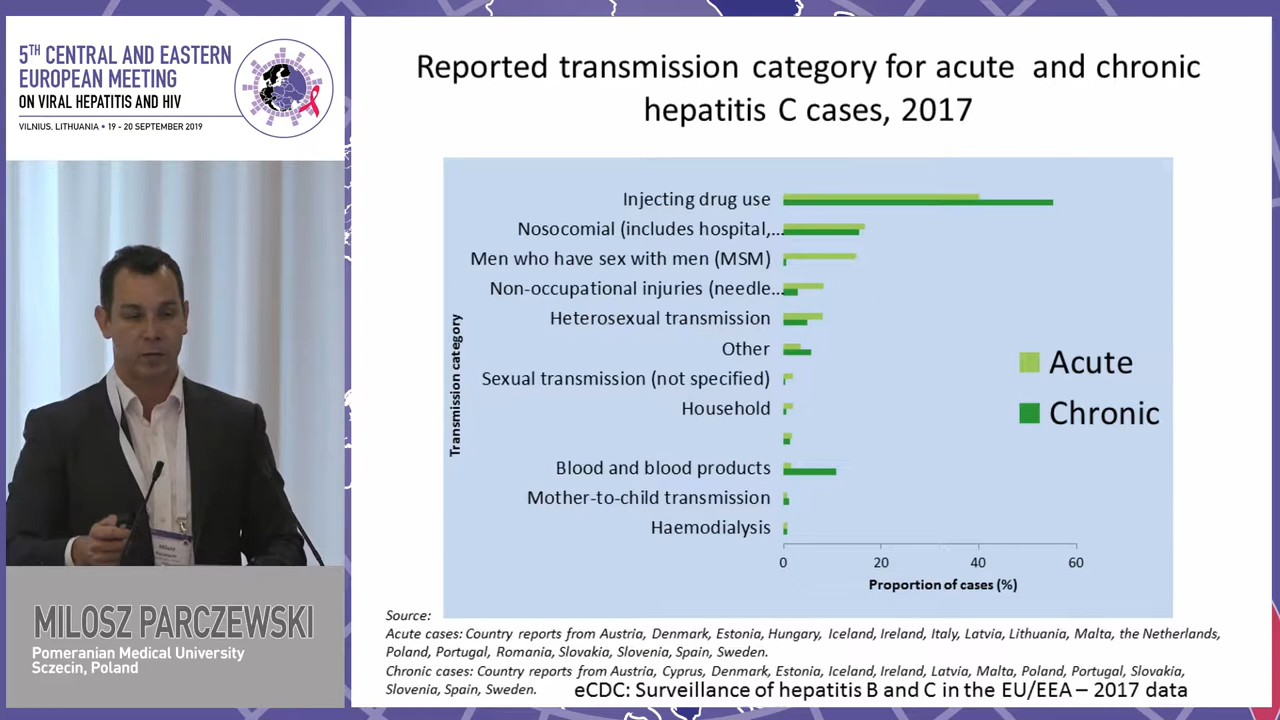 5TH CENTRAL AND EASTERN
EUROPEAN MEETING
ON VIRAL HEPATITIS AND HIV
VILNIUS, LITHUANIA • 19 - 20 SEPTEMBER 2019
Milosz
MILOSZ PARCZEWSKI
Pomeranian Medical University
Sczecin, Poland
Reported transmission category for acute and chronic
hepatitis C cases, 2017
Transmission category
Injecting drug use
Nosocomial (includes hospital,...
Men who have sex with men (MSM)
Non-occupational injuries (needle...
Heterosexual transmission
Other
Sexual transmission (not specified)
Household
Blood and blood products
Mother-to-child transmission
Haemodialysis
0 20 40 60
Proportion of cases (%)
Acute
Chronic
Source:
Acute cases: Country reports from Austria, Denmark, Estonia, Hungary, Iceland, Ireland, Italy, Latvia, Lithuania, Malta, the Netherlands,
Poland, Portugal, Romania, Slovakia, Slovenia, Spain, Sweden.
Chronic cases: Country reports from Austria, Cyprus, Denmark, Estonia, Iceland, Ireland, Latvia, Malta, Poland, Portugal, Slovakia,
Slovenia, Spain, Sweden.
eCDC: Surveillance of hepatitis B and C in the EU/EEA – 2017 data